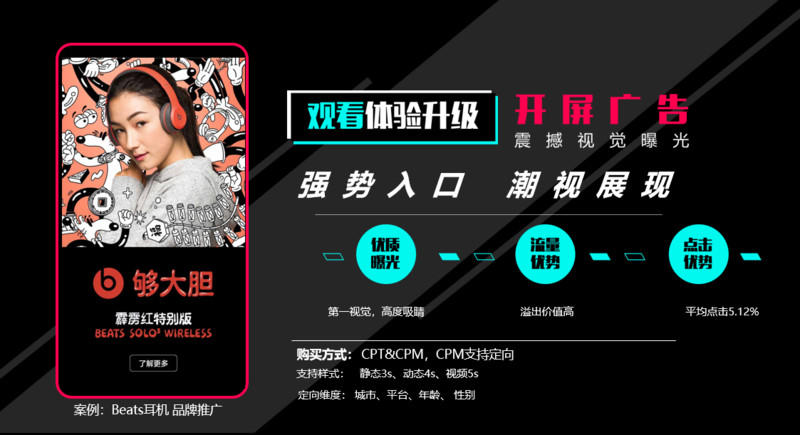 观看体验升级
开屏广告
震撼视觉曝光
强势入口 潮视展现
优质
曝光
流量
优势
点击
优势
第一视觉，高度吸睛
溢出价值高
平均点击5.12%
购买方式： CPT&CPM，CPM支持定向
支持样式： 静态3s、动态4s、视频5s
定向维度： 城市、平台、年龄、 性别
b 够大胆
霹雳红特别版
BEATS SOLO³ WIRELESS
了解更多
案例：Beats耳机 品牌推广